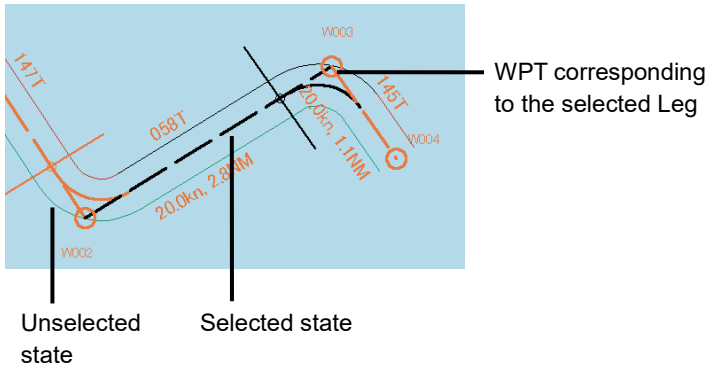 W003
147T
058T
145T
WPT corresponding
to the selected Leg
20.0kn, 1.1NM
W004
20.0kn, 2.8NM
W002
Unselected
state
Selected state